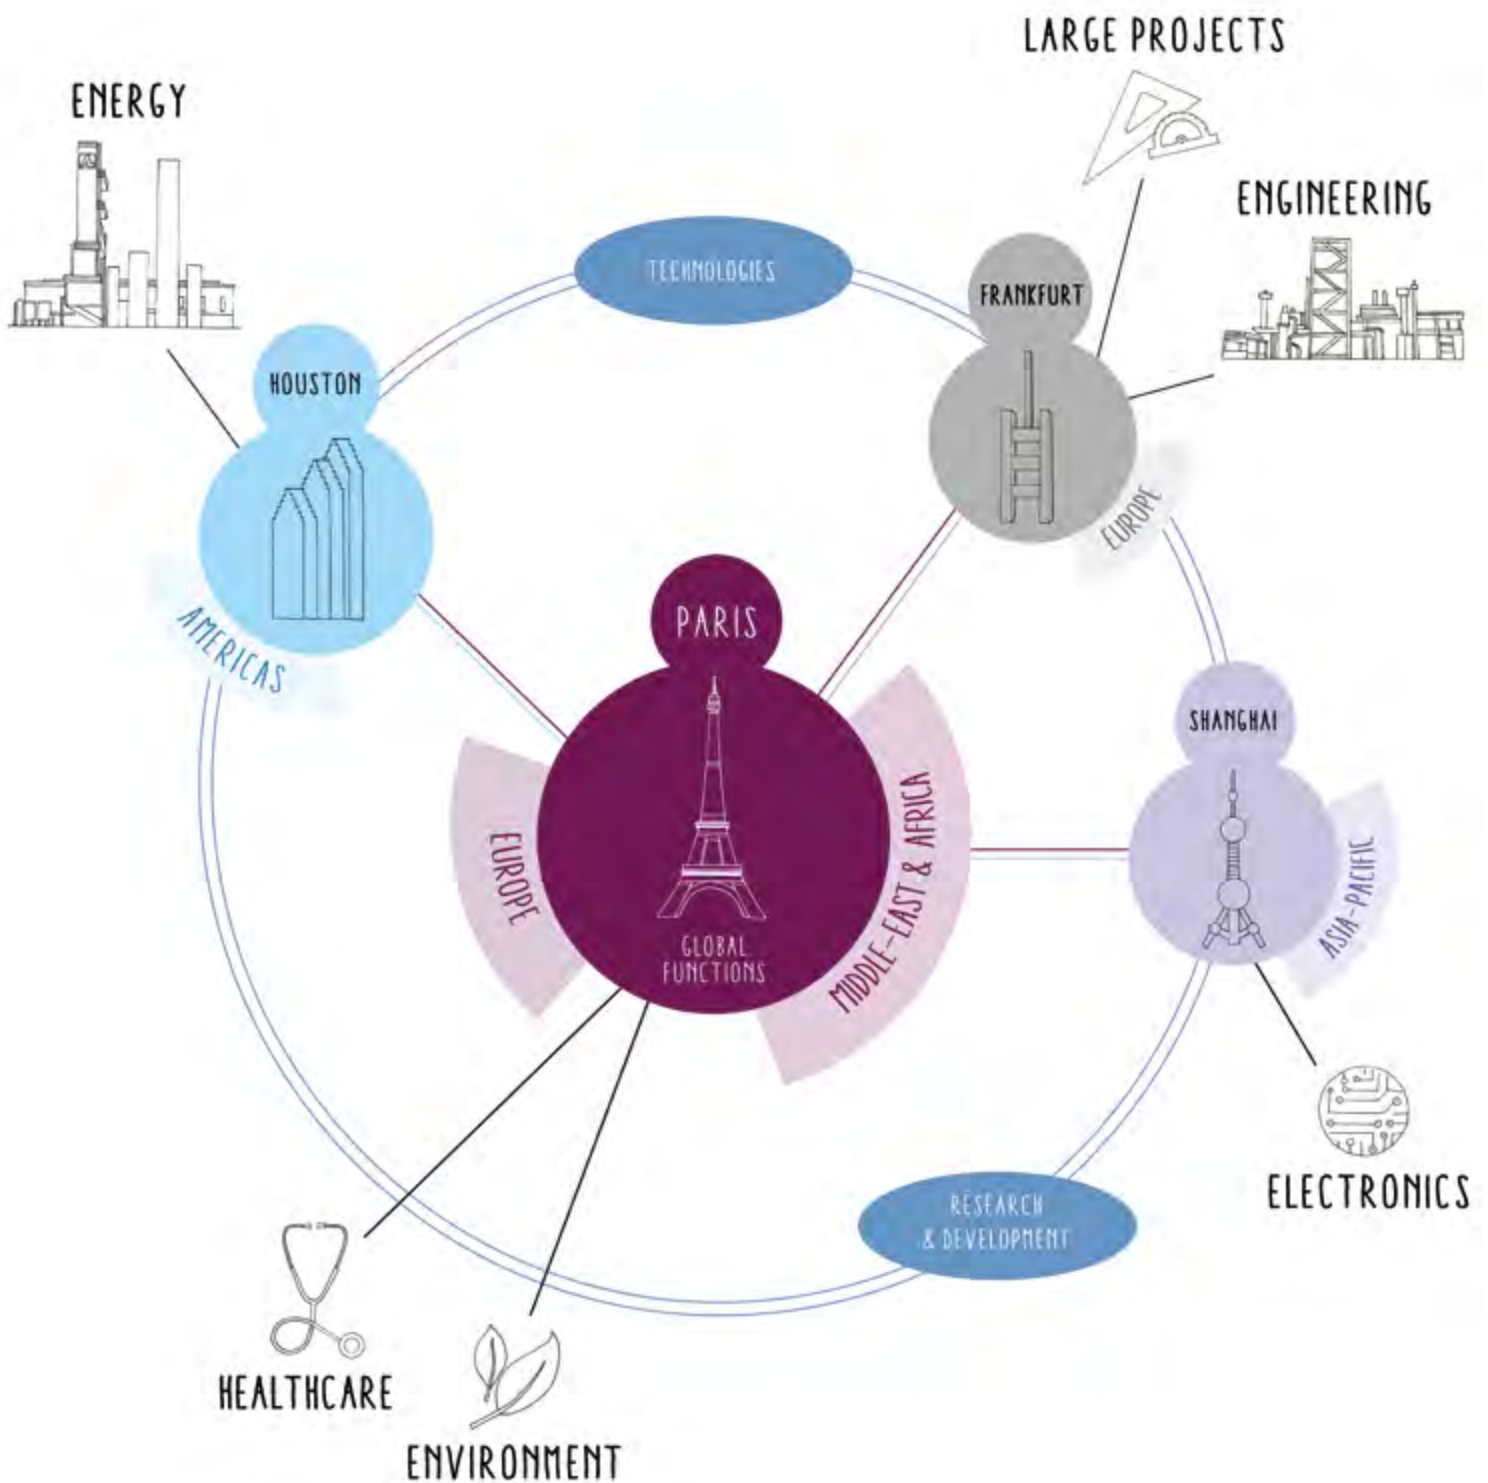 LARGE PROJECTS
ENERGY
ENGINEERING
TECHNOLOGIES
FRANKFURT
HOUSTON
EUROPE
PARIS
AMERICAS
SHANGHAI
EUROPE
MIDDLE-EAST & AFRICA
ASIA-PACIFIC
GLOBAL
FUNCTIONS
ELECTRONICS
RESEARCH
& DEVELOPMENT
HEALTHCARE
ENVIRONMENT